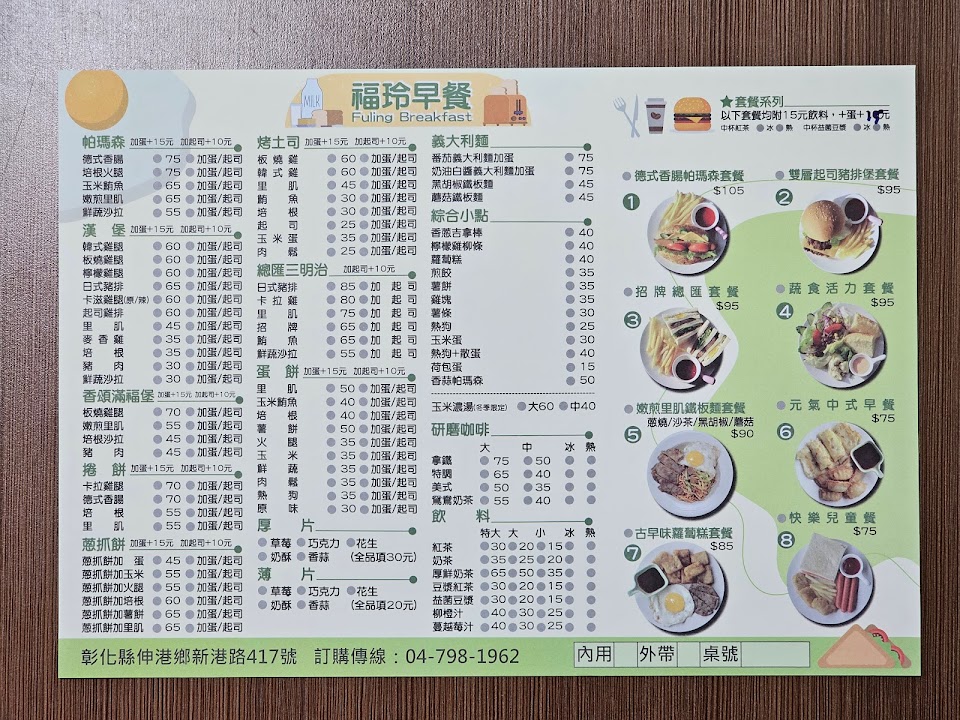 MILK
福玲早餐
Fuling Breakfast
帕瑪森 加蛋+15元 加起司+10元
德式香腸 75 加蛋/起司
培根火腿 75 加蛋/起司
玉米鮪魚 65 加蛋/起司
嫩煎里肌 65 加蛋/起司
鮮蔬沙拉 55 加蛋/起司
漢 堡 加蛋+15元 加起司+10元
韓式雞腿 60 加蛋/起司
板燒雞腿 60 加蛋/起司
檸檬雞腿 60 加蛋/起司
日式豬排 60 加蛋/起司
卡滋雞腿(原/辣) 60 加蛋/起司
起司雞排 60 加蛋/起司
里 肌 45 加蛋/起司
麥香雞 35 加蛋/起司
培 根 35 加蛋/起司
豬 肉 30 加蛋/起司
鮮蔬沙拉 30 加蛋/起司
香頌滿福堡 加蛋+15元 加起司+10元
板燒雞腿 70 加蛋/起司
嫩煎里肌 55 加蛋/起司
培根沙拉 45 加蛋/起司
豬 肉 45 加蛋/起司
捲 餅 加蛋+15元 加起司+10元
卡拉雞腿 70 加蛋/起司
德式香腸 70 加蛋/起司
培 根 55 加蛋/起司
里 肌 55 加蛋/起司
蔥抓餅 加蛋+15元 加起司+10元
蔥抓餅加 蛋 45 加蛋/起司
蔥抓餅加玉米 55 加蛋/起司
蔥抓餅加火腿 55 加蛋/起司
蔥抓餅加培根 60 加蛋/起司
蔥抓餅加薯餅 65 加蛋/起司
蔥抓餅加里肌 65 加蛋/起司
烤土司 加蛋+15元 加起司+10元
板燒雞 60 加蛋/起司
韓式雞 60 加蛋/起司
里 肌 45 加蛋/起司
鮪 魚 30 加蛋/起司
培 根 30 加蛋/起司
起 司 25 加蛋/起司
玉米蛋 35 加蛋/起司
肉 鬆 25 加蛋/起司
總匯三明治 加起司+10元
日式豬排 85 加 起 司
卡拉雞 80 加 起 司
里 肌 75 加 起 司
招 牌 65 加 起 司
鮪 魚 65 加 起 司
鮮蔬沙拉 55 加 起 司
蛋 餅 加蛋+15元 加起司+10元
里 肌 50 加蛋/起司
玉米鮪魚 40 加蛋/起司
培 根 40 加蛋/起司
薯 餅 50 加蛋/起司
火 腿 35 加蛋/起司
玉 米 35 加蛋/起司
鮮 蔬 35 加蛋/起司
肉 鬆 35 加蛋/起司
熱 狗 35 加蛋/起司
原 味 30 加蛋/起司
厚 片
草莓 巧克力 花生
奶酥 香蒜 (全品項30元)
薄 片
草莓 巧克力 花生
奶酥 香蒜 (全品項20元)
義大利麵
番茄義大利麵加蛋 75
奶油白醬義大利麵加蛋 75
黑胡椒鐵板麵 45
蘑菇鐵板麵 45
綜合小點
香蔥吉拿棒 40
檸檬雞柳條 40
蘿蔔糕 40
煎餃 35
薯餅 35
雞塊 35
薯條 30
熱狗 25
玉米蛋 30
熱狗+散蛋 40
荷包蛋 15
香蒜帕瑪森 50
玉米濃湯(冬季限定) 大60 中40
研磨咖啡
大 中 冰 熱
拿鐵 75 50
特調 65 40
美式 50 35
鴛鴦奶茶 55 40
飲 料
特大 大 小 冰 熱
紅茶 30 20 15
奶茶 35 25 20
厚鮮奶茶 65 50 35
豆漿紅茶 30 20 15
益菌豆漿 30 20 15
柳橙汁 40 30 25
蔓越莓汁 40 30 25
★套餐系列
以下套餐均附15元飲料，+蛋+
中杯紅茶 冰 熱 中杯益菌豆漿 冰 熱
德式香腸帕瑪森套餐
$105
1
雙層起司豬排堡套餐
$95
2
招牌總匯套餐
$95
3
蔬食活力套餐
$95
4
嫩煎里肌鐵板麵套餐
蔥燒/沙茶/黑胡椒/蘑菇
$90
5
元氣中式早餐
$75
6
古早味蘿蔔糕套餐
$85
7
快樂兒童餐
$75
8
彰化縣伸港鄉新港路417號 訂購傳線：04-798-1962
內用 外帶 桌號